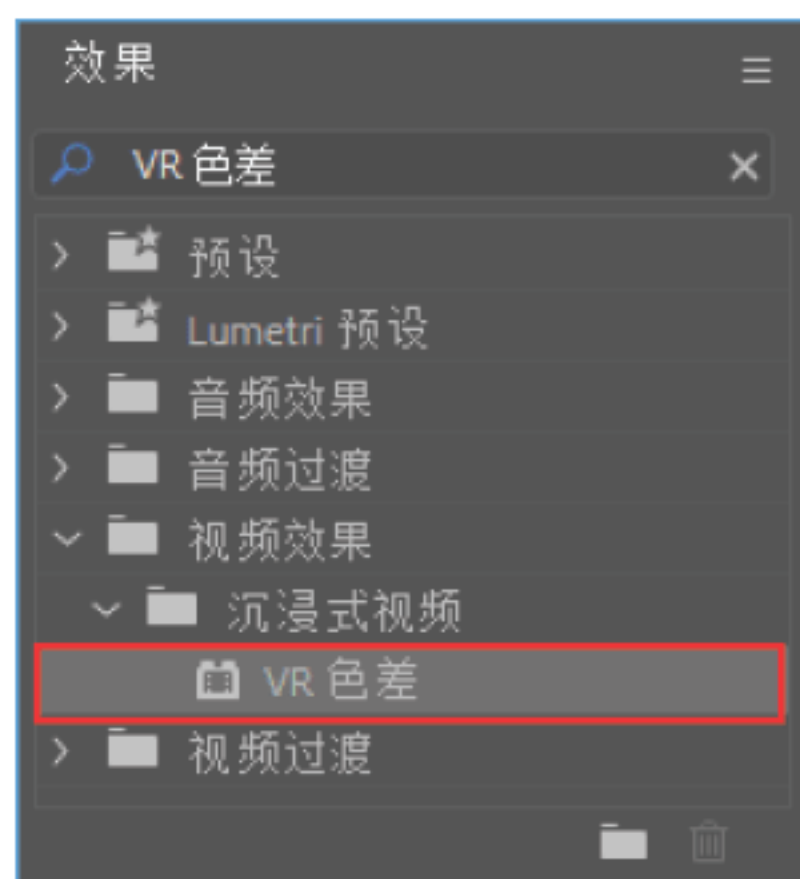 效果
VR 色差
预设
Lumetri 预设
音频效果
音频过渡
视频效果
沉浸式视频
VR 色差
视频过渡